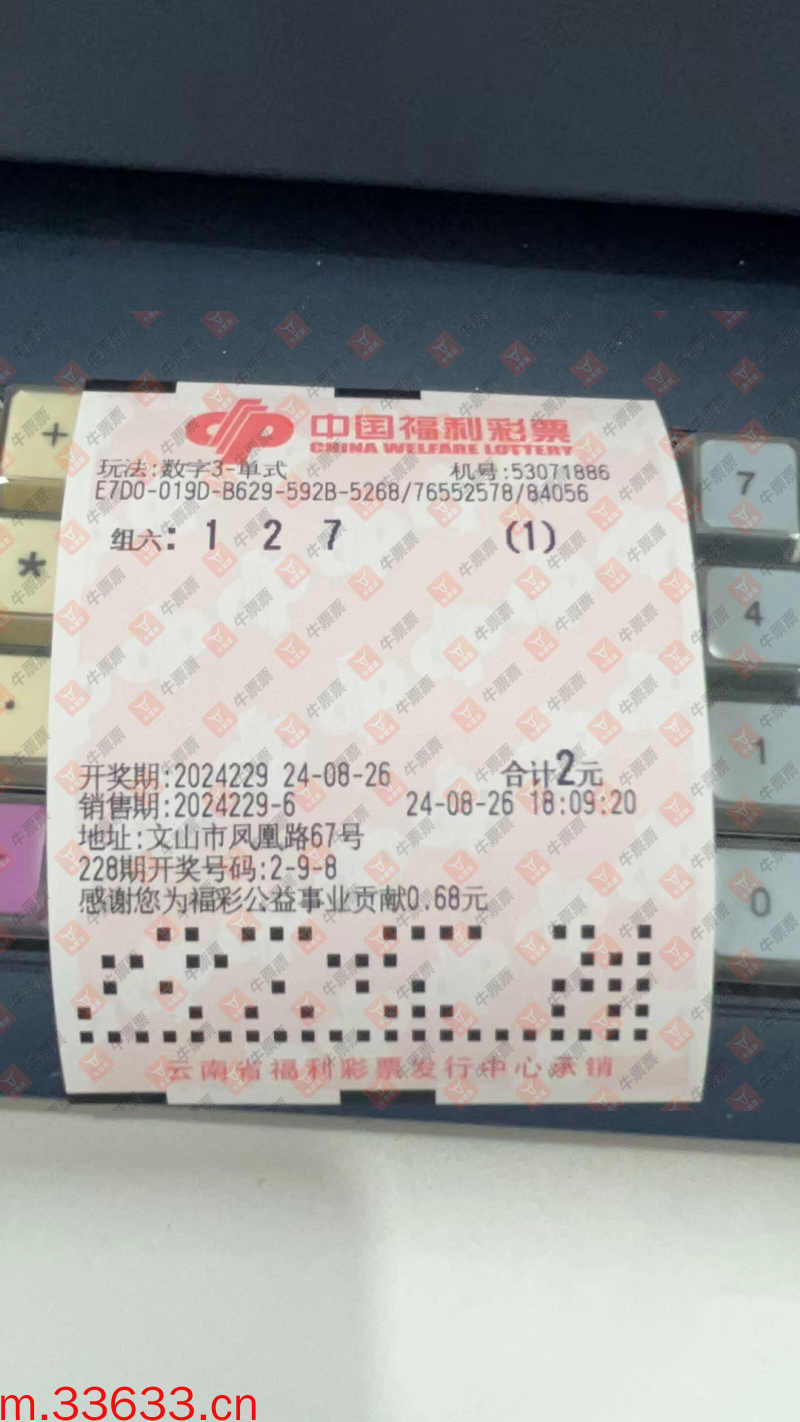 中国福利彩票
CHINA WELFARE LOTTERY
玩法:数字3-单式 机号:53071886
E7D0-019D-B629-592B-5268/76552578/84056
组六: 1 2 7 (1)
开奖期:2024229 24-08-26 合计2元
销售期:2024229-6 24-08-26 18:09:20
地址:文山市凤凰路67号
228期开奖号码:2-9-8
感谢您为福彩公益事业贡献0.68元
云南省福利彩票发行中心承销
+
*
.
7
4
1
0
牛票票
m.33633.cn